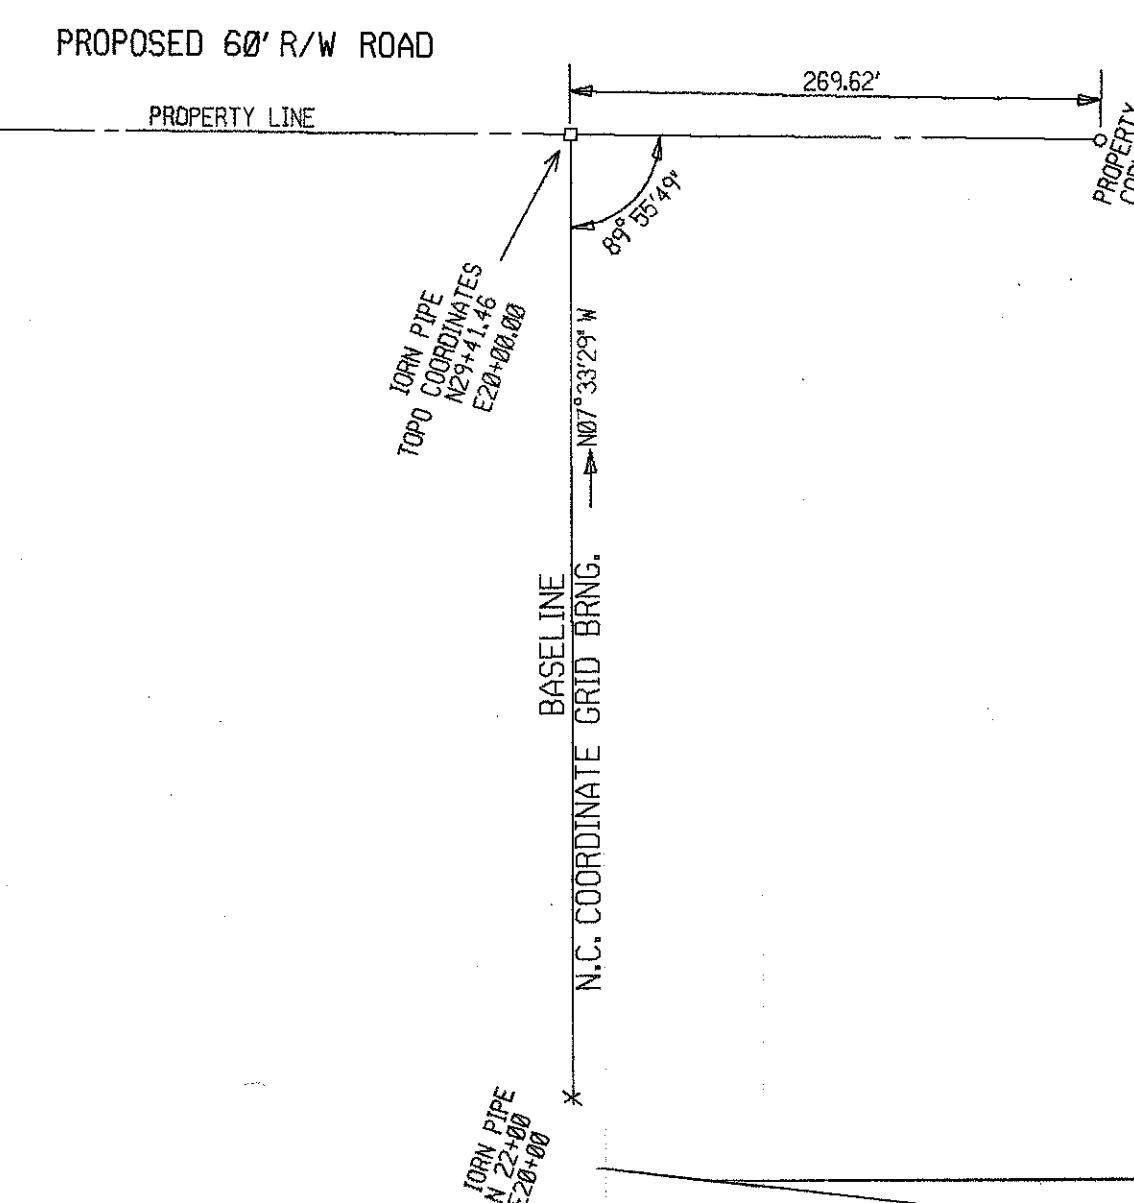 PROPOSED 60' R/W ROAD
269.62'
PROPERTY LINE
PROPERTY
89°55'49"
IORN PIPE
TOPO COORDINATES
N29+41.46
E20+00.00
N07°33'29" W
BASELINE
N.C. COORDINATE GRID BRNG.
IORN PIPE
N 22+00
E20+00